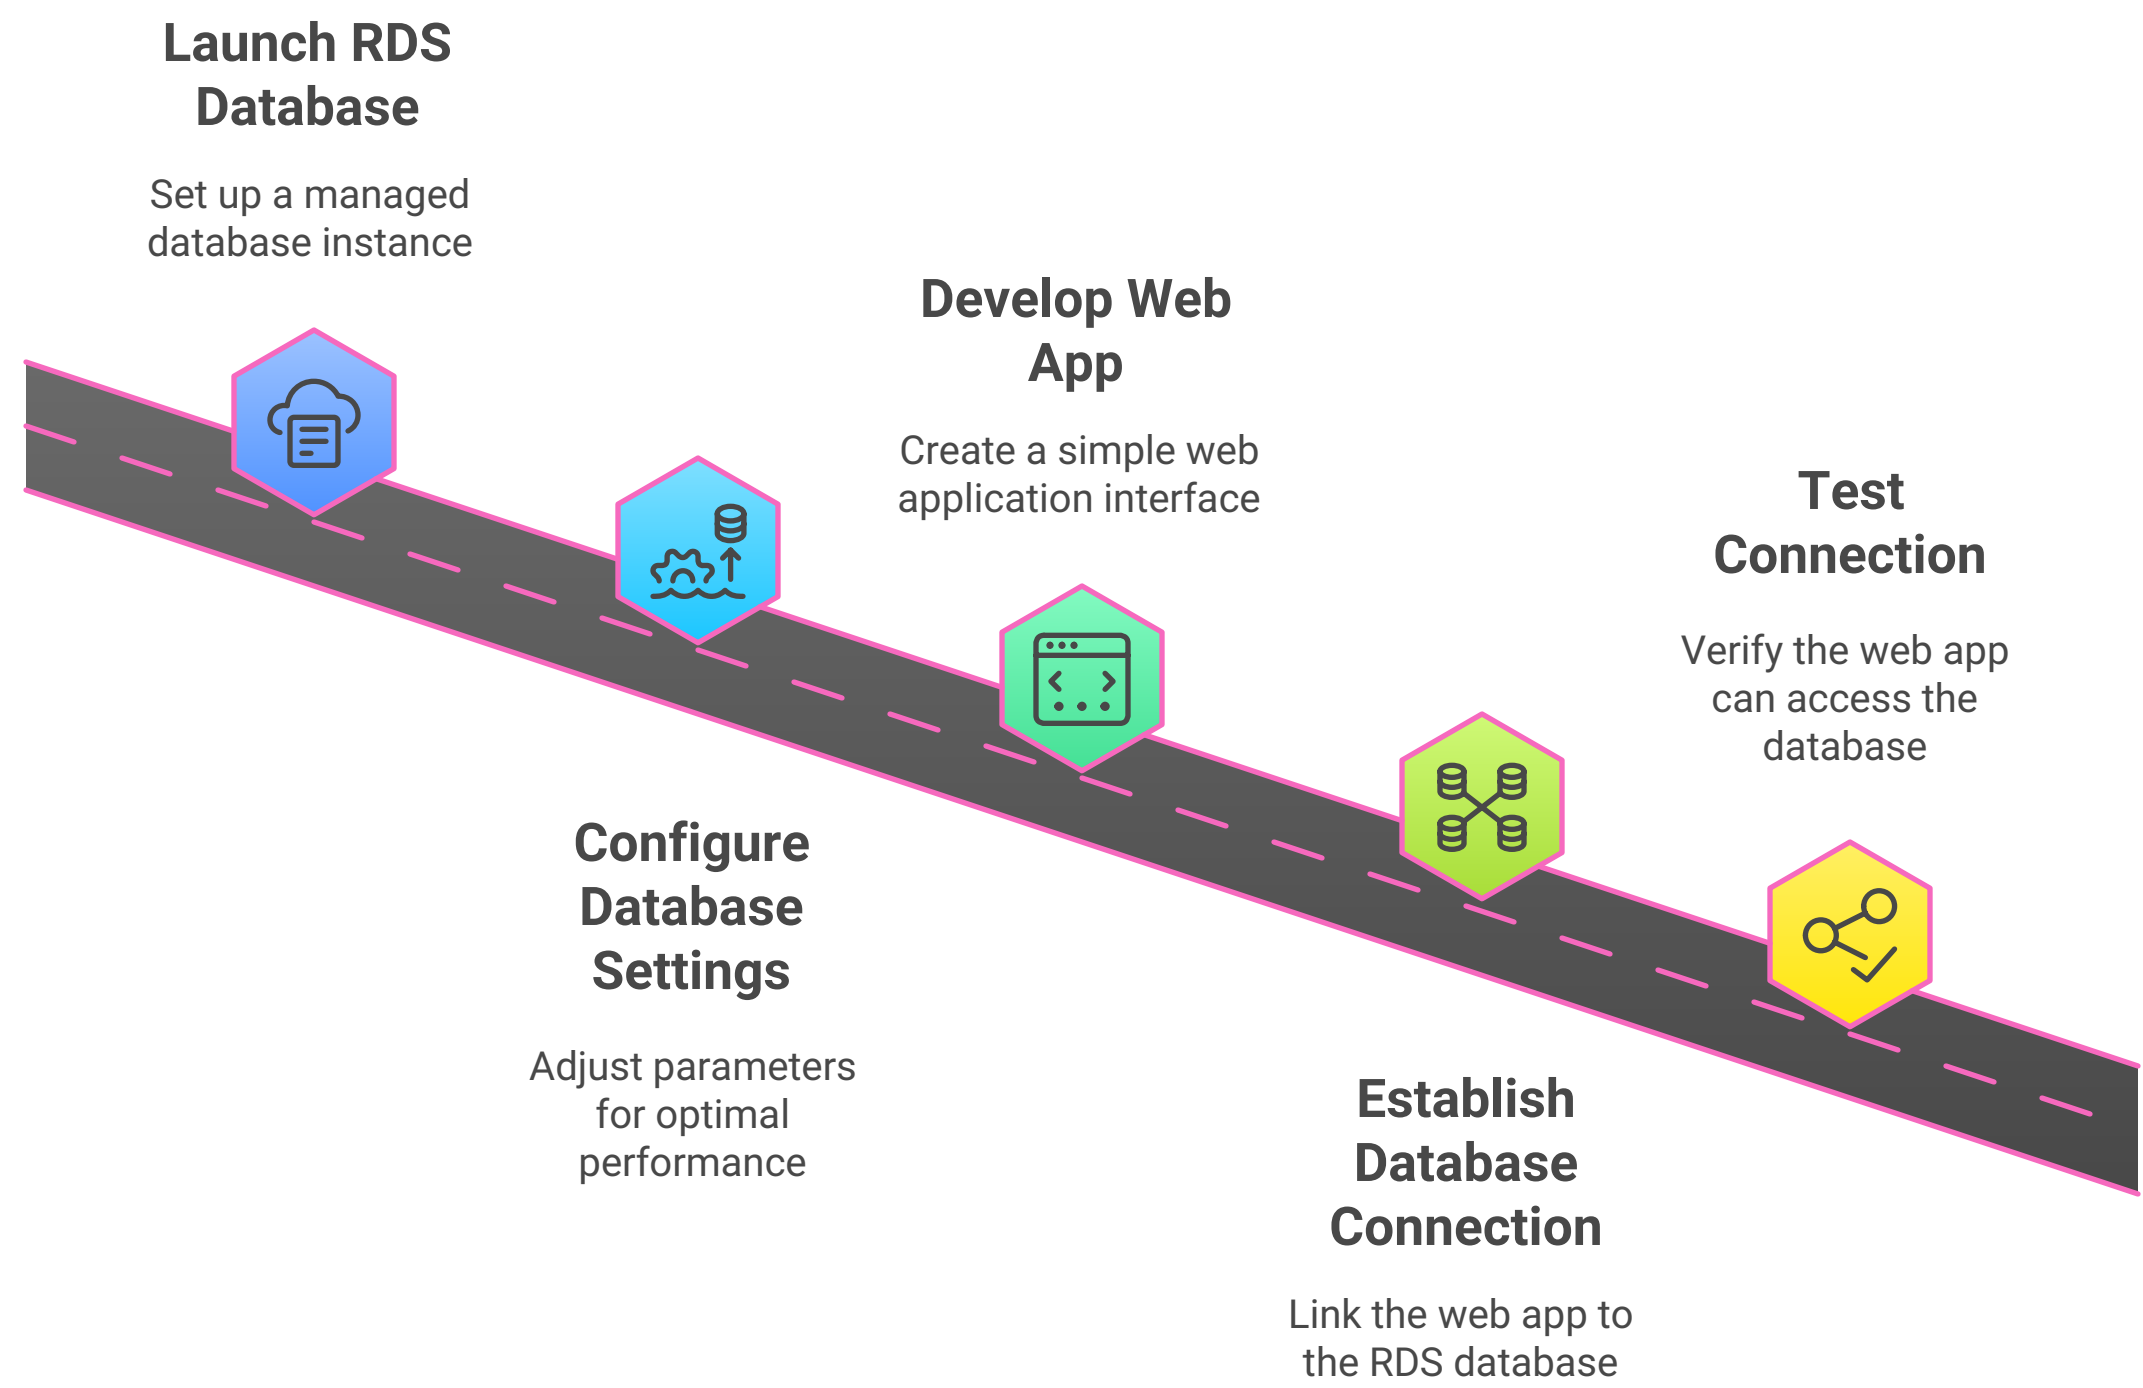 Launch RDS
Database
Set up a managed
database instance
Configure
Database
Settings
Adjust parameters
for optimal
performance
Develop Web
App
Create a simple web
application interface
Establish
Database
Connection
Link the web app to
the RDS database
Test
Connection
Verify the web app
can access the
database